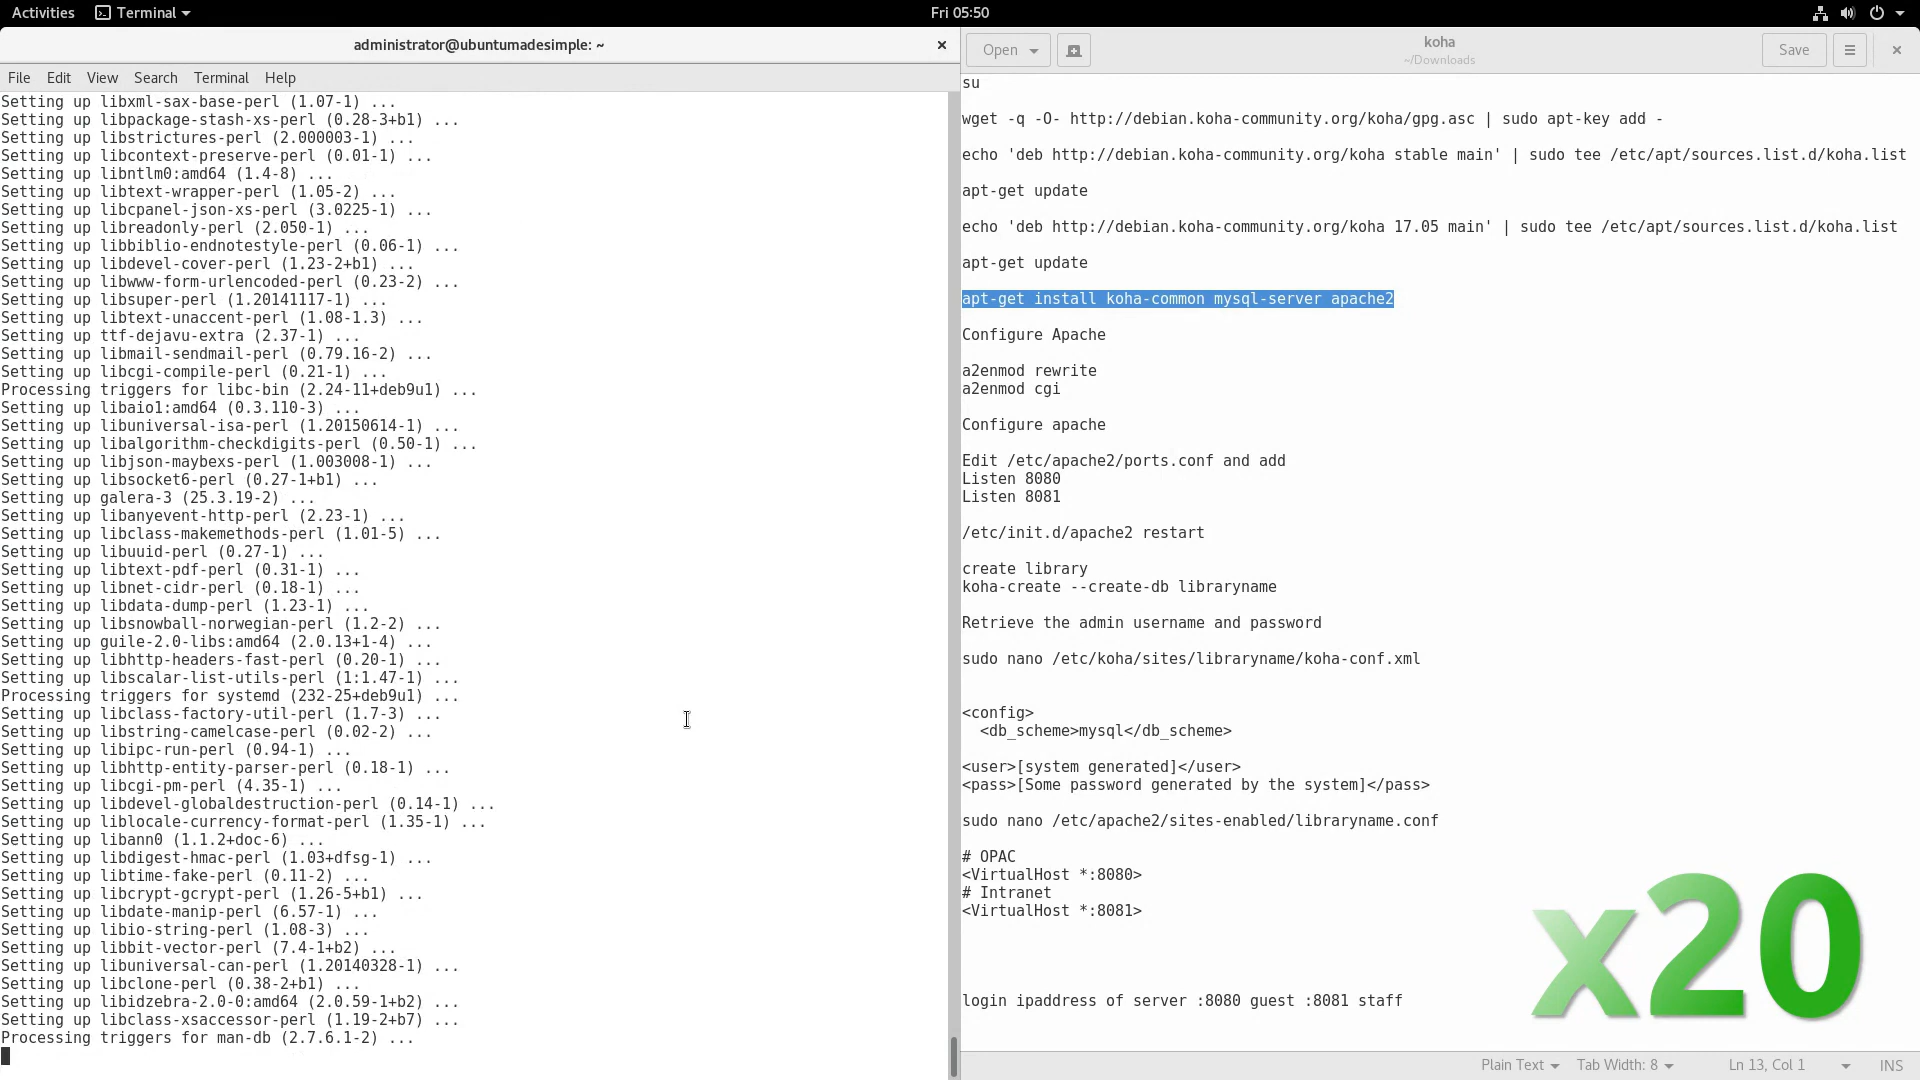 Activities
Terminal
Fri 05:50
administrator@ubuntumadesimple: ~
File Edit View Search Terminal Help
Setting up libxml-sax-base-perl (1.07-1) ...
Setting up libpackage-stash-xs-perl (0.28-3+b1) ...
Setting up libstrictures-perl (2.000003-1) ...
Setting up libcontext-preserve-perl (0.01-1) ...
Setting up libntlm0:amd64 (1.4-8) ...
Setting up libtext-wrapper-perl (1.05-2) ...
Setting up libcpanel-json-xs-perl (3.0225-1) ...
Setting up libreadonly-perl (2.050-1) ...
Setting up libbiblio-endnotestyle-perl (0.06-1) ...
Setting up libdevel-cover-perl (1.23-2+b1) ...
Setting up libwww-form-urlencoded-perl (0.23-2) ...
Setting up libsuper-perl (1.20141117-1) ...
Setting up libtext-unaccent-perl (1.08-1.3) ...
Setting up ttf-dejavu-extra (2.37-1) ...
Setting up libmail-sendmail-perl (0.79.16-2) ...
Setting up libcgi-compile-perl (0.21-1) ...
Processing triggers for libc-bin (2.24-11+deb9u1) ...
Setting up libaio1:amd64 (0.3.110-3) ...
Setting up libuniversal-isa-perl (1.20150614-1) ...
Setting up libalgorithm-checkdigits-perl (0.50-1) ...
Setting up libjson-maybexs-perl (1.003008-1) ...
Setting up libsocket6-perl (0.27-1+b1) ...
Setting up galera-3 (25.3.19-2) ...
Setting up libanyevent-http-perl (2.23-1) ...
Setting up libclass-makemethods-perl (1.01-5) ...
Setting up libuuid-perl (0.27-1) ...
Setting up libtext-pdf-perl (0.31-1) ...
Setting up libnet-cidr-perl (0.18-1) ...
Setting up libdata-dump-perl (1.23-1) ...
Setting up libsnowball-norwegian-perl (1.2-2) ...
Setting up guile-2.0-libs:amd64 (2.0.13+1-4) ...
Setting up libhttp-headers-fast-perl (0.20-1) ...
Setting up libscalar-list-utils-perl (1:1.47-1) ...
Processing triggers for systemd (232-25+deb9u1) ...
Setting up libclass-factory-util-perl (1.7-3) ...
Setting up libstring-camelcase-perl (0.02-2) ...
Setting up libipc-run-perl (0.94-1) ...
Setting up libhttp-entity-parser-perl (0.18-1) ...
Setting up libcgi-pm-perl (4.35-1) ...
Setting up libdevel-globaldestruction-perl (0.14-1) ...
Setting up liblocale-currency-format-perl (1.35-1) ...
Setting up libann0 (1.1.2+doc-6) ...
Setting up libdigest-hmac-perl (1.03+dfsg-1) ...
Setting up libtime-fake-perl (0.11-2) ...
Setting up libcrypt-gcrypt-perl (1.26-5+b1) ...
Setting up libdate-manip-perl (6.57-1) ...
Setting up libio-string-perl (1.08-3) ...
Setting up libbit-vector-perl (7.4-1+b2) ...
Setting up libuniversal-can-perl (1.20140328-1) ...
Setting up libclone-perl (0.38-2+b1) ...
Setting up libidzebra-2.0-0:amd64 (2.0.59-1+b2) ...
Setting up libclass-xsaccessor-perl (1.19-2+b7) ...
Processing triggers for man-db (2.7.6.1-2) ...
Open
koha
~/Downloads
Save
su
wget -q -O- http://debian.koha-community.org/koha/gpg.asc | sudo apt-key add -
echo 'deb http://debian.koha-community.org/koha stable main' | sudo tee /etc/apt/sources.list.d/koha.list
apt-get update
echo 'deb http://debian.koha-community.org/koha 17.05 main' | sudo tee /etc/apt/sources.list.d/koha.list
apt-get update
apt-get install koha-common mysql-server apache2
Configure Apache
a2enmod rewrite
a2enmod cgi
Configure apache
Edit /etc/apache2/ports.conf and add
Listen 8080
Listen 8081
/etc/init.d/apache2 restart
create library
koha-create --create-db libraryname
Retrieve the admin username and password
sudo nano /etc/koha/sites/libraryname/koha-conf.xml
<config>
<db_scheme>mysql</db_scheme>
<user>[system generated]</user>
<pass>[Some password generated by the system]</pass>
sudo nano /etc/apache2/sites-enabled/libraryname.conf
# OPAC
<VirtualHost *:8080>
# Intranet
<VirtualHost *:8081>
login ipaddress of server :8080 guest :8081 staff
x20
Plain Text
Tab Width: 8
Ln 13, Col 1
INS